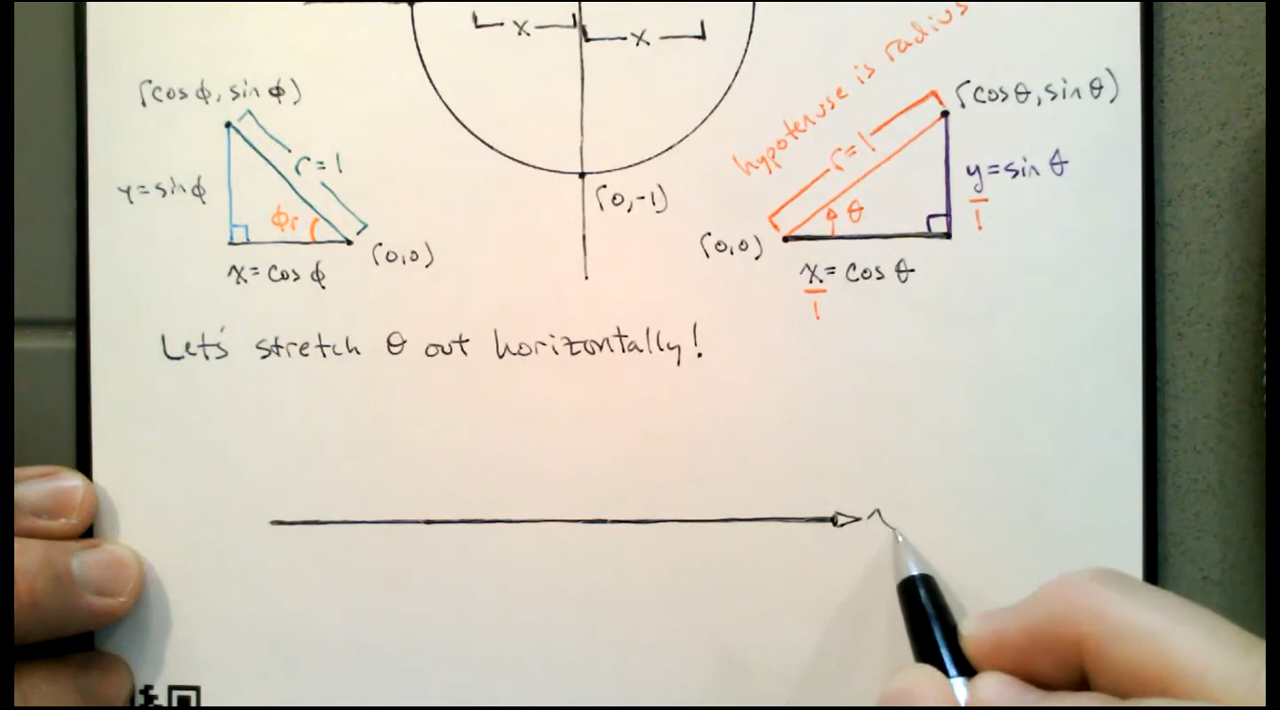 x x
(cos ϕ, sin ϕ)
r=1
y=sin ϕ
ϕ
(0,0)
x=cos ϕ
(0,-1)
hypotenuse is radius
(cos θ, sin θ)
r=1
y=sin θ
1
θ
(0,0)
x=cos θ
1
Let's stretch θ out horizontally!